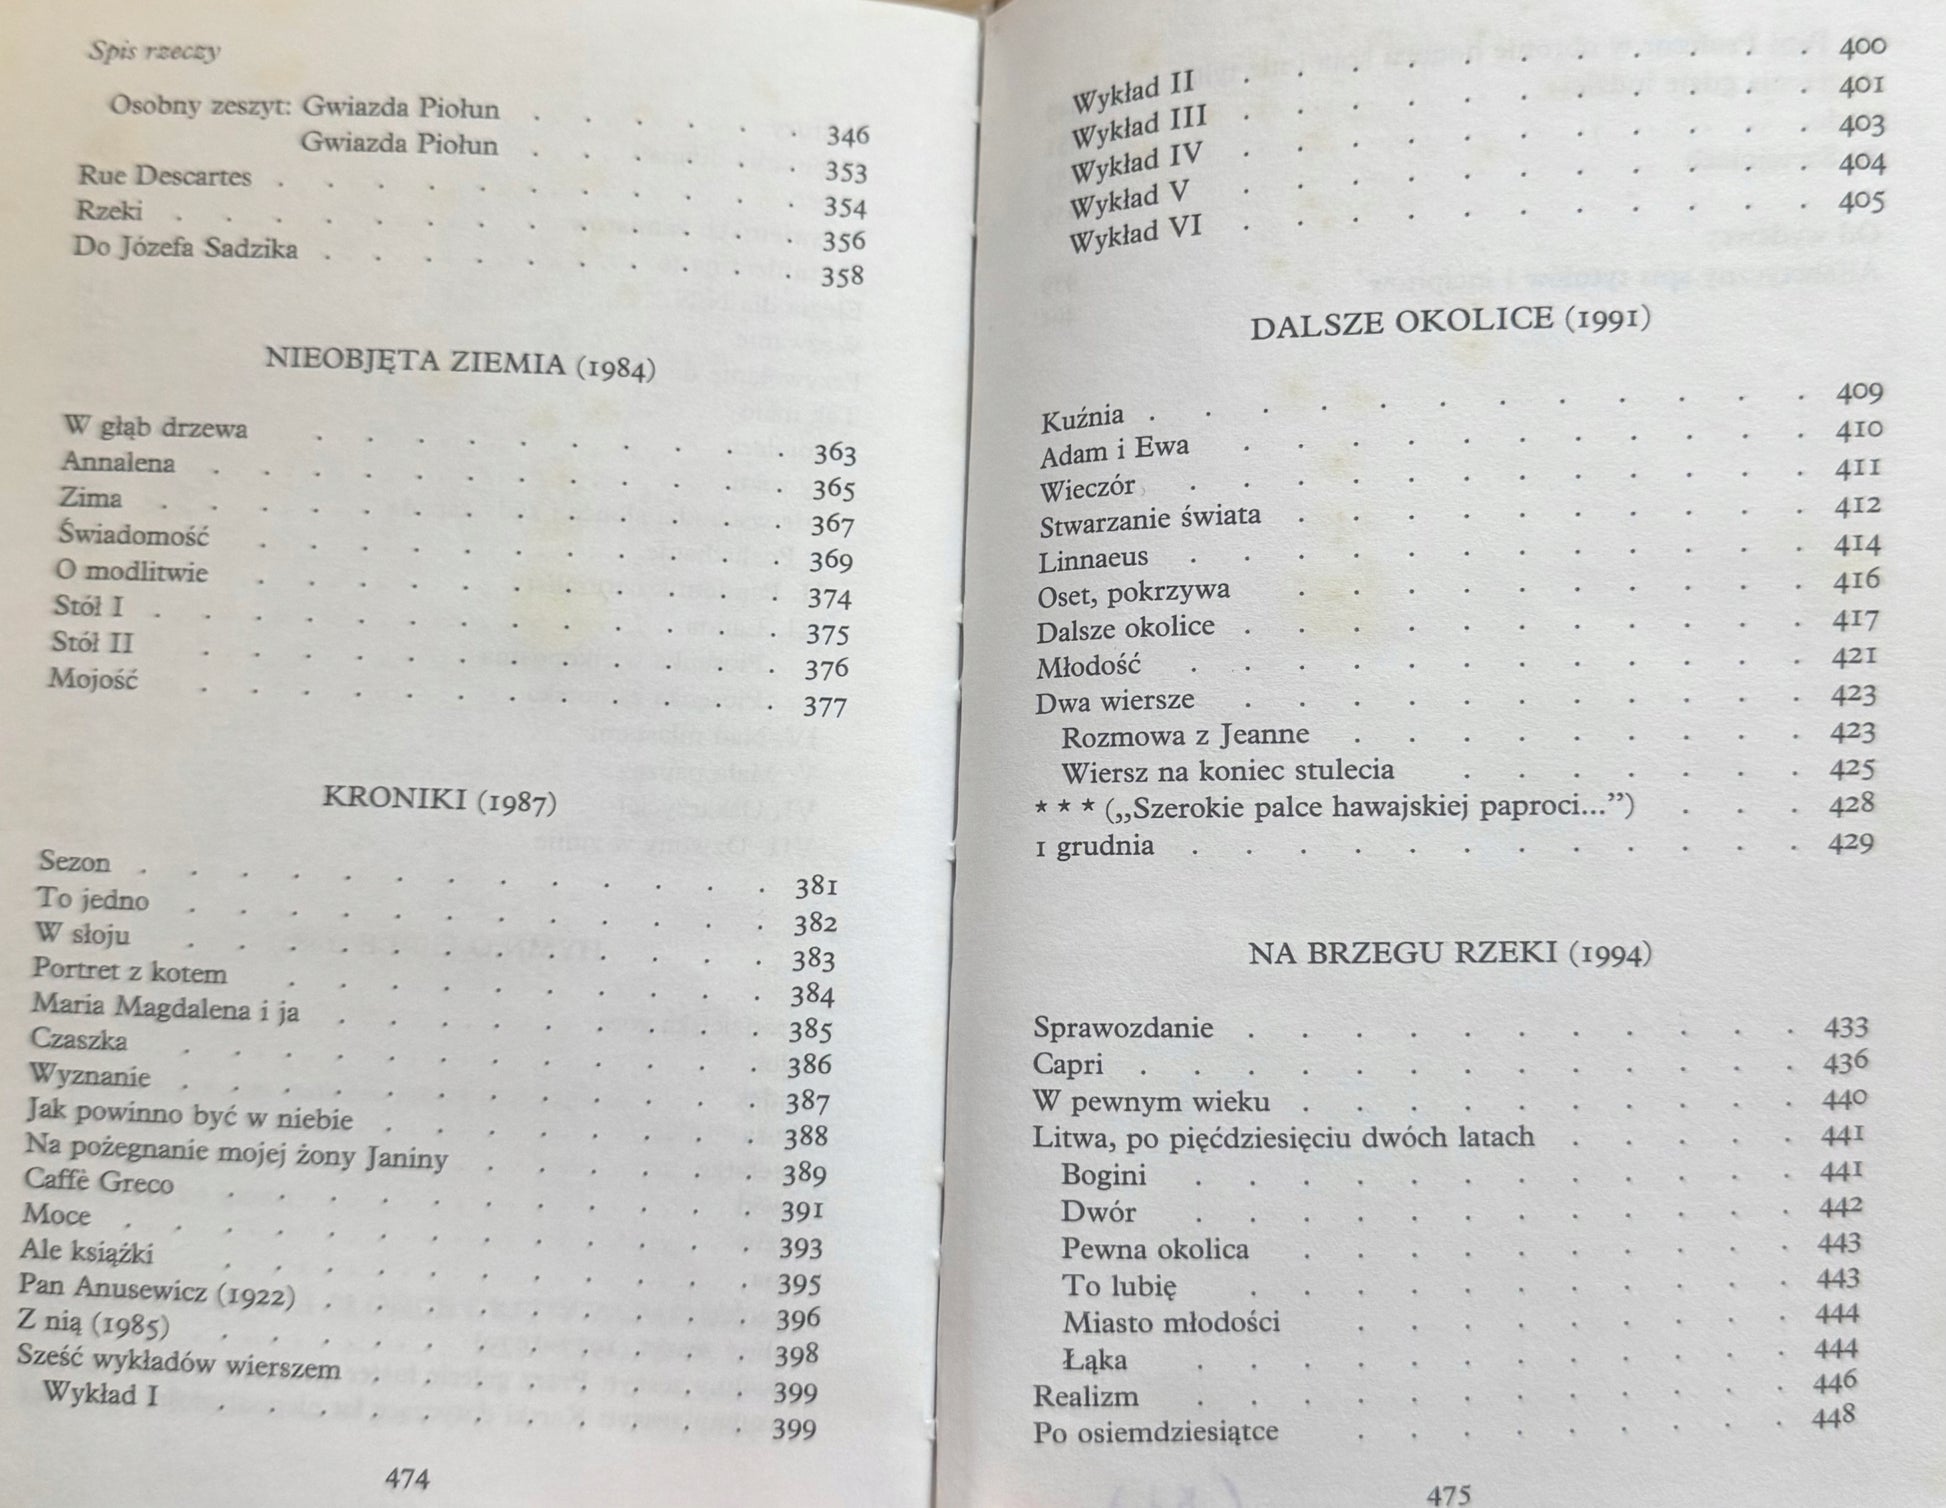 Spis rzeczy
Osobny zeszyt: Gwiazda Piołun . . . . . . 346
Gwiazda Piołun . . . . . . 353
Rue Descartes . . . . . . . . . . . 354
Rzeki . . . . . . . . . . . . . 356
Do Józefa Sadzika . . . . . . . . . . 358
NIEOBJĘTA ZIEMIA (1984)
W głąb drzewa . . . . . . . . . . 363
Annalena . . . . . . . . . . . . 365
Zima . . . . . . . . . . . . . 367
Świadomość . . . . . . . . . . . 369
O modlitwie . . . . . . . . . . . 374
Stół I . . . . . . . . . . . . . 375
Stół II . . . . . . . . . . . . 376
Mojość . . . . . . . . . . . . 377
KRONIKI (1987)
Sezon . . . . . . . . . . . . . 381
To jedno . . . . . . . . . . . . 382
W słoju . . . . . . . . . . . . 383
Portret z kotem . . . . . . . . . . 384
Maria Magdalena i ja . . . . . . . . . 385
Czaszka . . . . . . . . . . . . 386
Wyznanie . . . . . . . . . . . . 387
Jak powinno być w niebie . . . . . . . . 388
Na pożegnanie mojej żony Janiny . . . . . . 389
Caffè Greco . . . . . . . . . . . 391
Moce . . . . . . . . . . . . . 393
Ale książki . . . . . . . . . . . 395
Pan Anusewicz (1922) . . . . . . . . . 396
Z nią (1985) . . . . . . . . . . . 398
Sześć wykładów wierszem . . . . . . . . 399
Wykład I . . . . . . . . . . . 399
474
Wykład II . . . . . . . . . . . 400
Wykład III . . . . . . . . . . . 401
Wykład IV . . . . . . . . . . . 403
Wykład V . . . . . . . . . . . 404
Wykład VI . . . . . . . . . . . 405
DALSZE OKOLICE (1991)
Kuźnia . . . . . . . . . . . . 409
Adam i Ewa . . . . . . . . . . . 410
Wieczór . . . . . . . . . . . . 411
Stwarzanie świata . . . . . . . . . . 412
Linnaeus . . . . . . . . . . . . 414
Oset, pokrzywa . . . . . . . . . . 416
Dalsze okolice . . . . . . . . . . . 417
Młodość . . . . . . . . . . . . 421
Dwa wiersze . . . . . . . . . . . 423
Rozmowa z Jeanne . . . . . . . . . 423
Wiersz na koniec stulecia . . . . . . . 425
* * * („Szerokie palce hawajskiej paproci...”) . . . 428
1 grudnia . . . . . . . . . . . . 429
NA BRZEGU RZEKI (1994)
Sprawozdanie . . . . . . . . . . . 433
Capri . . . . . . . . . . . . . 436
W pewnym wieku . . . . . . . . . . 440
Litwa, po pięćdziesięciu dwóch latach . . . . . 441
Bogini . . . . . . . . . . . . 441
Dwór . . . . . . . . . . . . 442
Pewna okolica . . . . . . . . . . 443
To lubię . . . . . . . . . . . 443
Miasto młodości . . . . . . . . . 444
Łąka . . . . . . . . . . . . 444
Realizm . . . . . . . . . . . . 446
Po osiemdziesiątce . . . . . . . . . 448
475